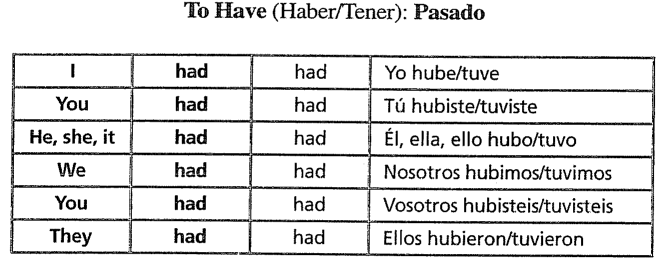 To Have (Haber/Tener): Pasado
I had had Yo hube/tuve
You had had Tú hubiste/tuviste
He, she, it had had Él, ella, ello hubo/tuvo
We had had Nosotros hubimos/tuvimos
You had had Vosotros hubisteis/tuvisteis
They had had Ellos hubieron/tuvieron